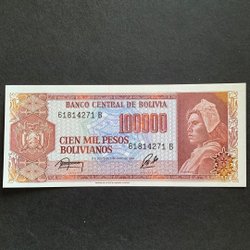 BANCO CENTRAL DE BOLIVIA
61814271 B
100000
CIEN MIL PESOS
BOLIVIANOS
61814271 B